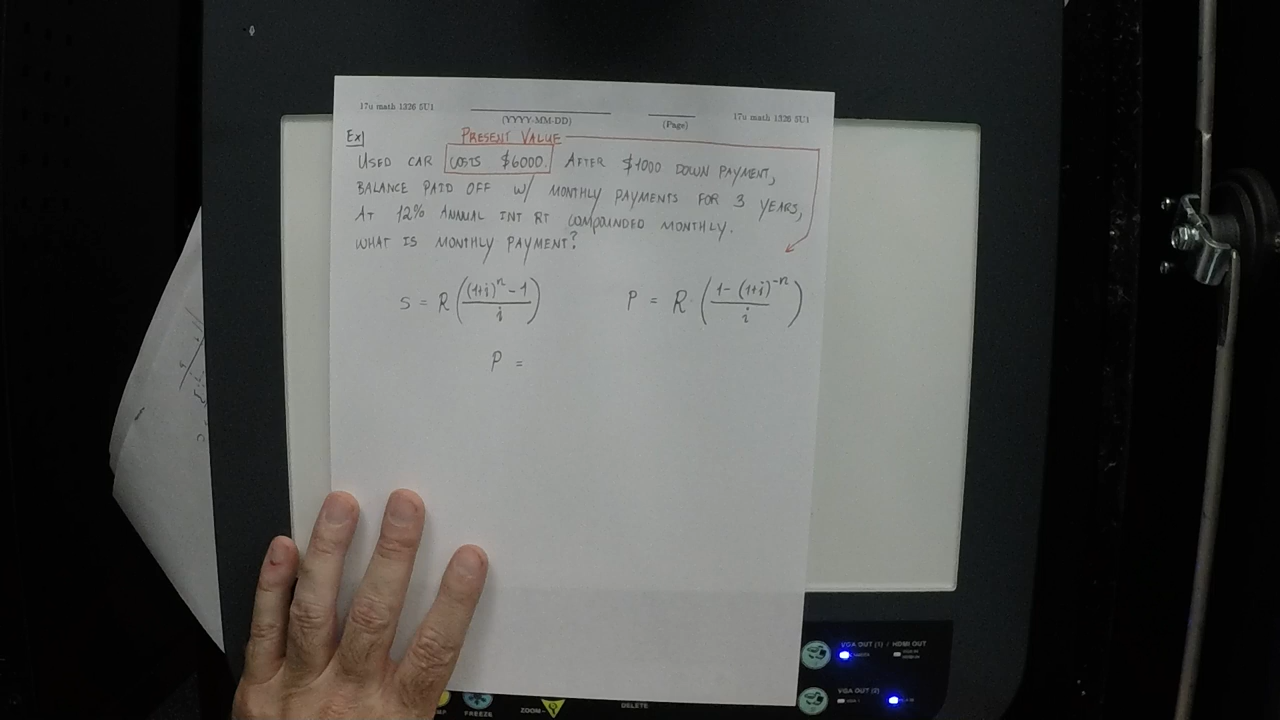 17u math 1326 5U1
(YYYY-MM-DD)
(Page)
17u math 1326 5U1
Ex] PRESENT VALUE
USED CAR COSTS $6000. AFTER $1000 DOWN PAYMENT,
BALANCE PAID OFF W/ MONTHLY PAYMENTS FOR 3 YEARS,
AT 12% ANNUAL INT RT COMPOUNDED MONTHLY.
WHAT IS MONTHLY PAYMENT?
S = R (((1+i)^n - 1)/i) P = R · ((1 - (1+i)^-n)/i)
P =
VGA OUT (1) / HDMI OUT
VGA OUT (2)
FREEZE
ZOOM-
DELETE